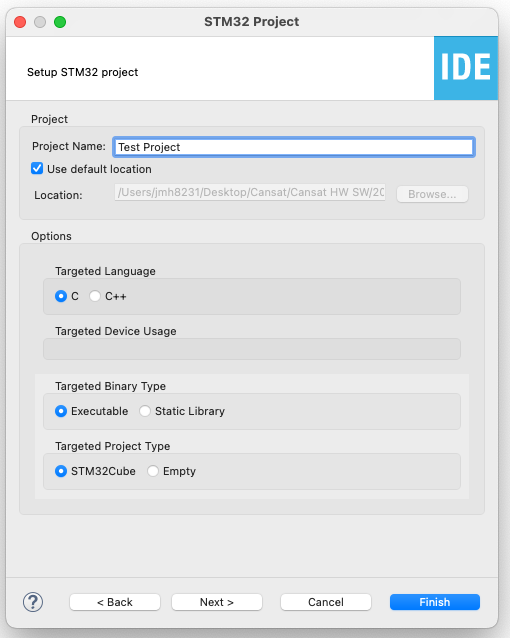 STM32 Project
Setup STM32 project
IDE
Project
Project Name: Test Project
Use default location
Location: /Users/jmh8231/Desktop/Cansat/Cansat HW SW/20 Browse...
Options
Targeted Language
C C++
Targeted Device Usage
Targeted Binary Type
Executable Static Library
Targeted Project Type
STM32Cube Empty
? < Back Next > Cancel Finish